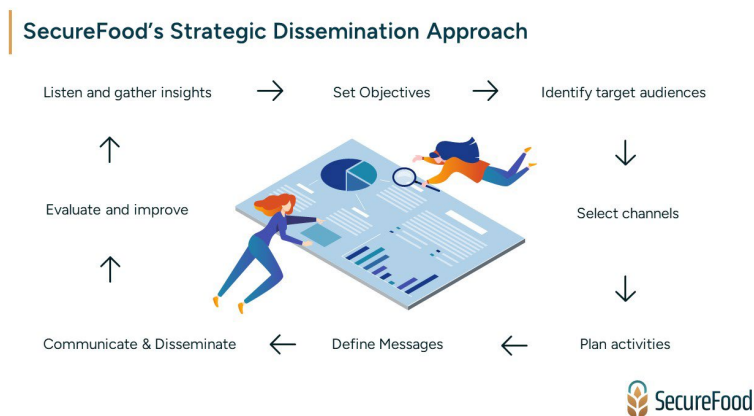 SecureFood's Strategic Dissemination Approach
Listen and gather insights
Set Objectives
Identify target audiences
Select channels
Plan activities
Define Messages
Communicate & Disseminate
Evaluate and improve
SecureFood